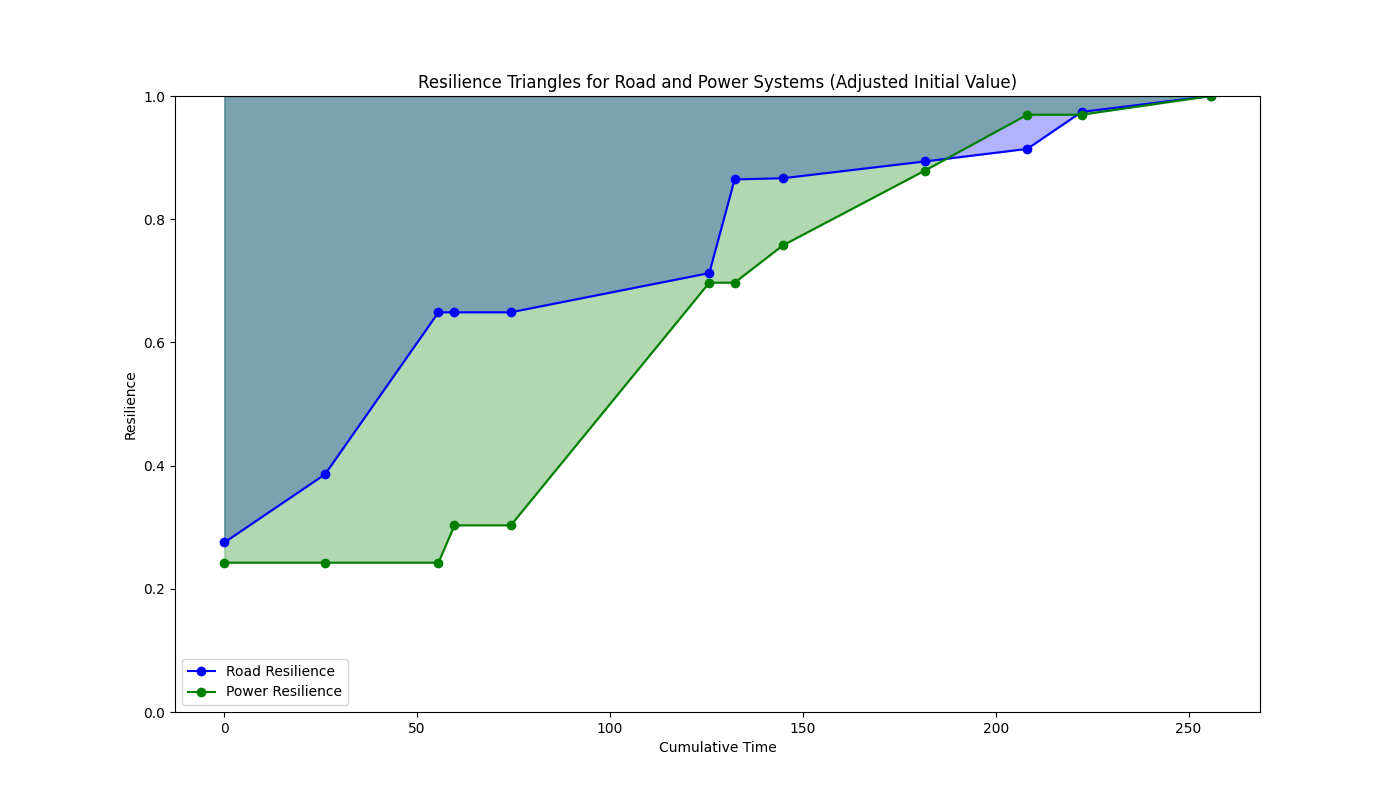 Resilience Triangles for Road and Power Systems (Adjusted Initial Value)
1.0
0.8
0.6
0.4
0.2
0.0
Resilience
Road Resilience
Power Resilience
0 50 100 150 200 250
Cumulative Time